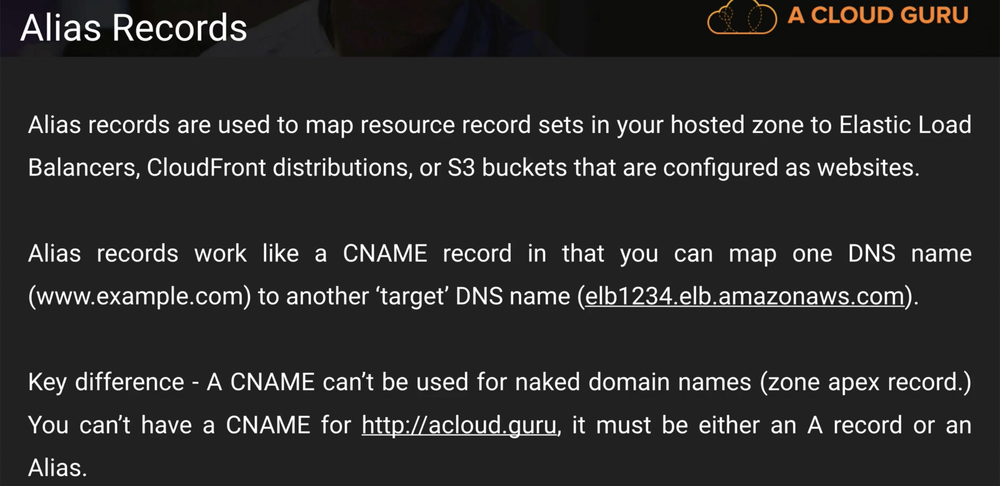 Alias Records
A CLOUD GURU
Alias records are used to map resource record sets in your hosted zone to Elastic Load
Balancers, CloudFront distributions, or S3 buckets that are configured as websites.
Alias records work like a CNAME record in that you can map one DNS name
(www.example.com) to another ‘target’ DNS name (elb1234.elb.amazonaws.com).
Key difference - A CNAME can’t be used for naked domain names (zone apex record.)
You can’t have a CNAME for http://acloud.guru, it must be either an A record or an
Alias.